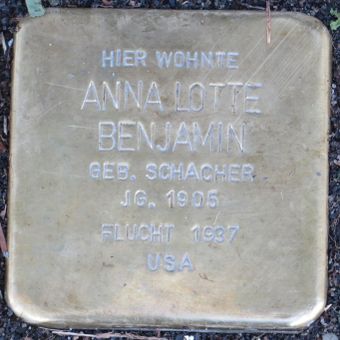 HIER WOHNTE
ANNA LOTTE
BENJAMIN
GEB. SCHACHER
JG. 1905
FLUCHT 1937
USA